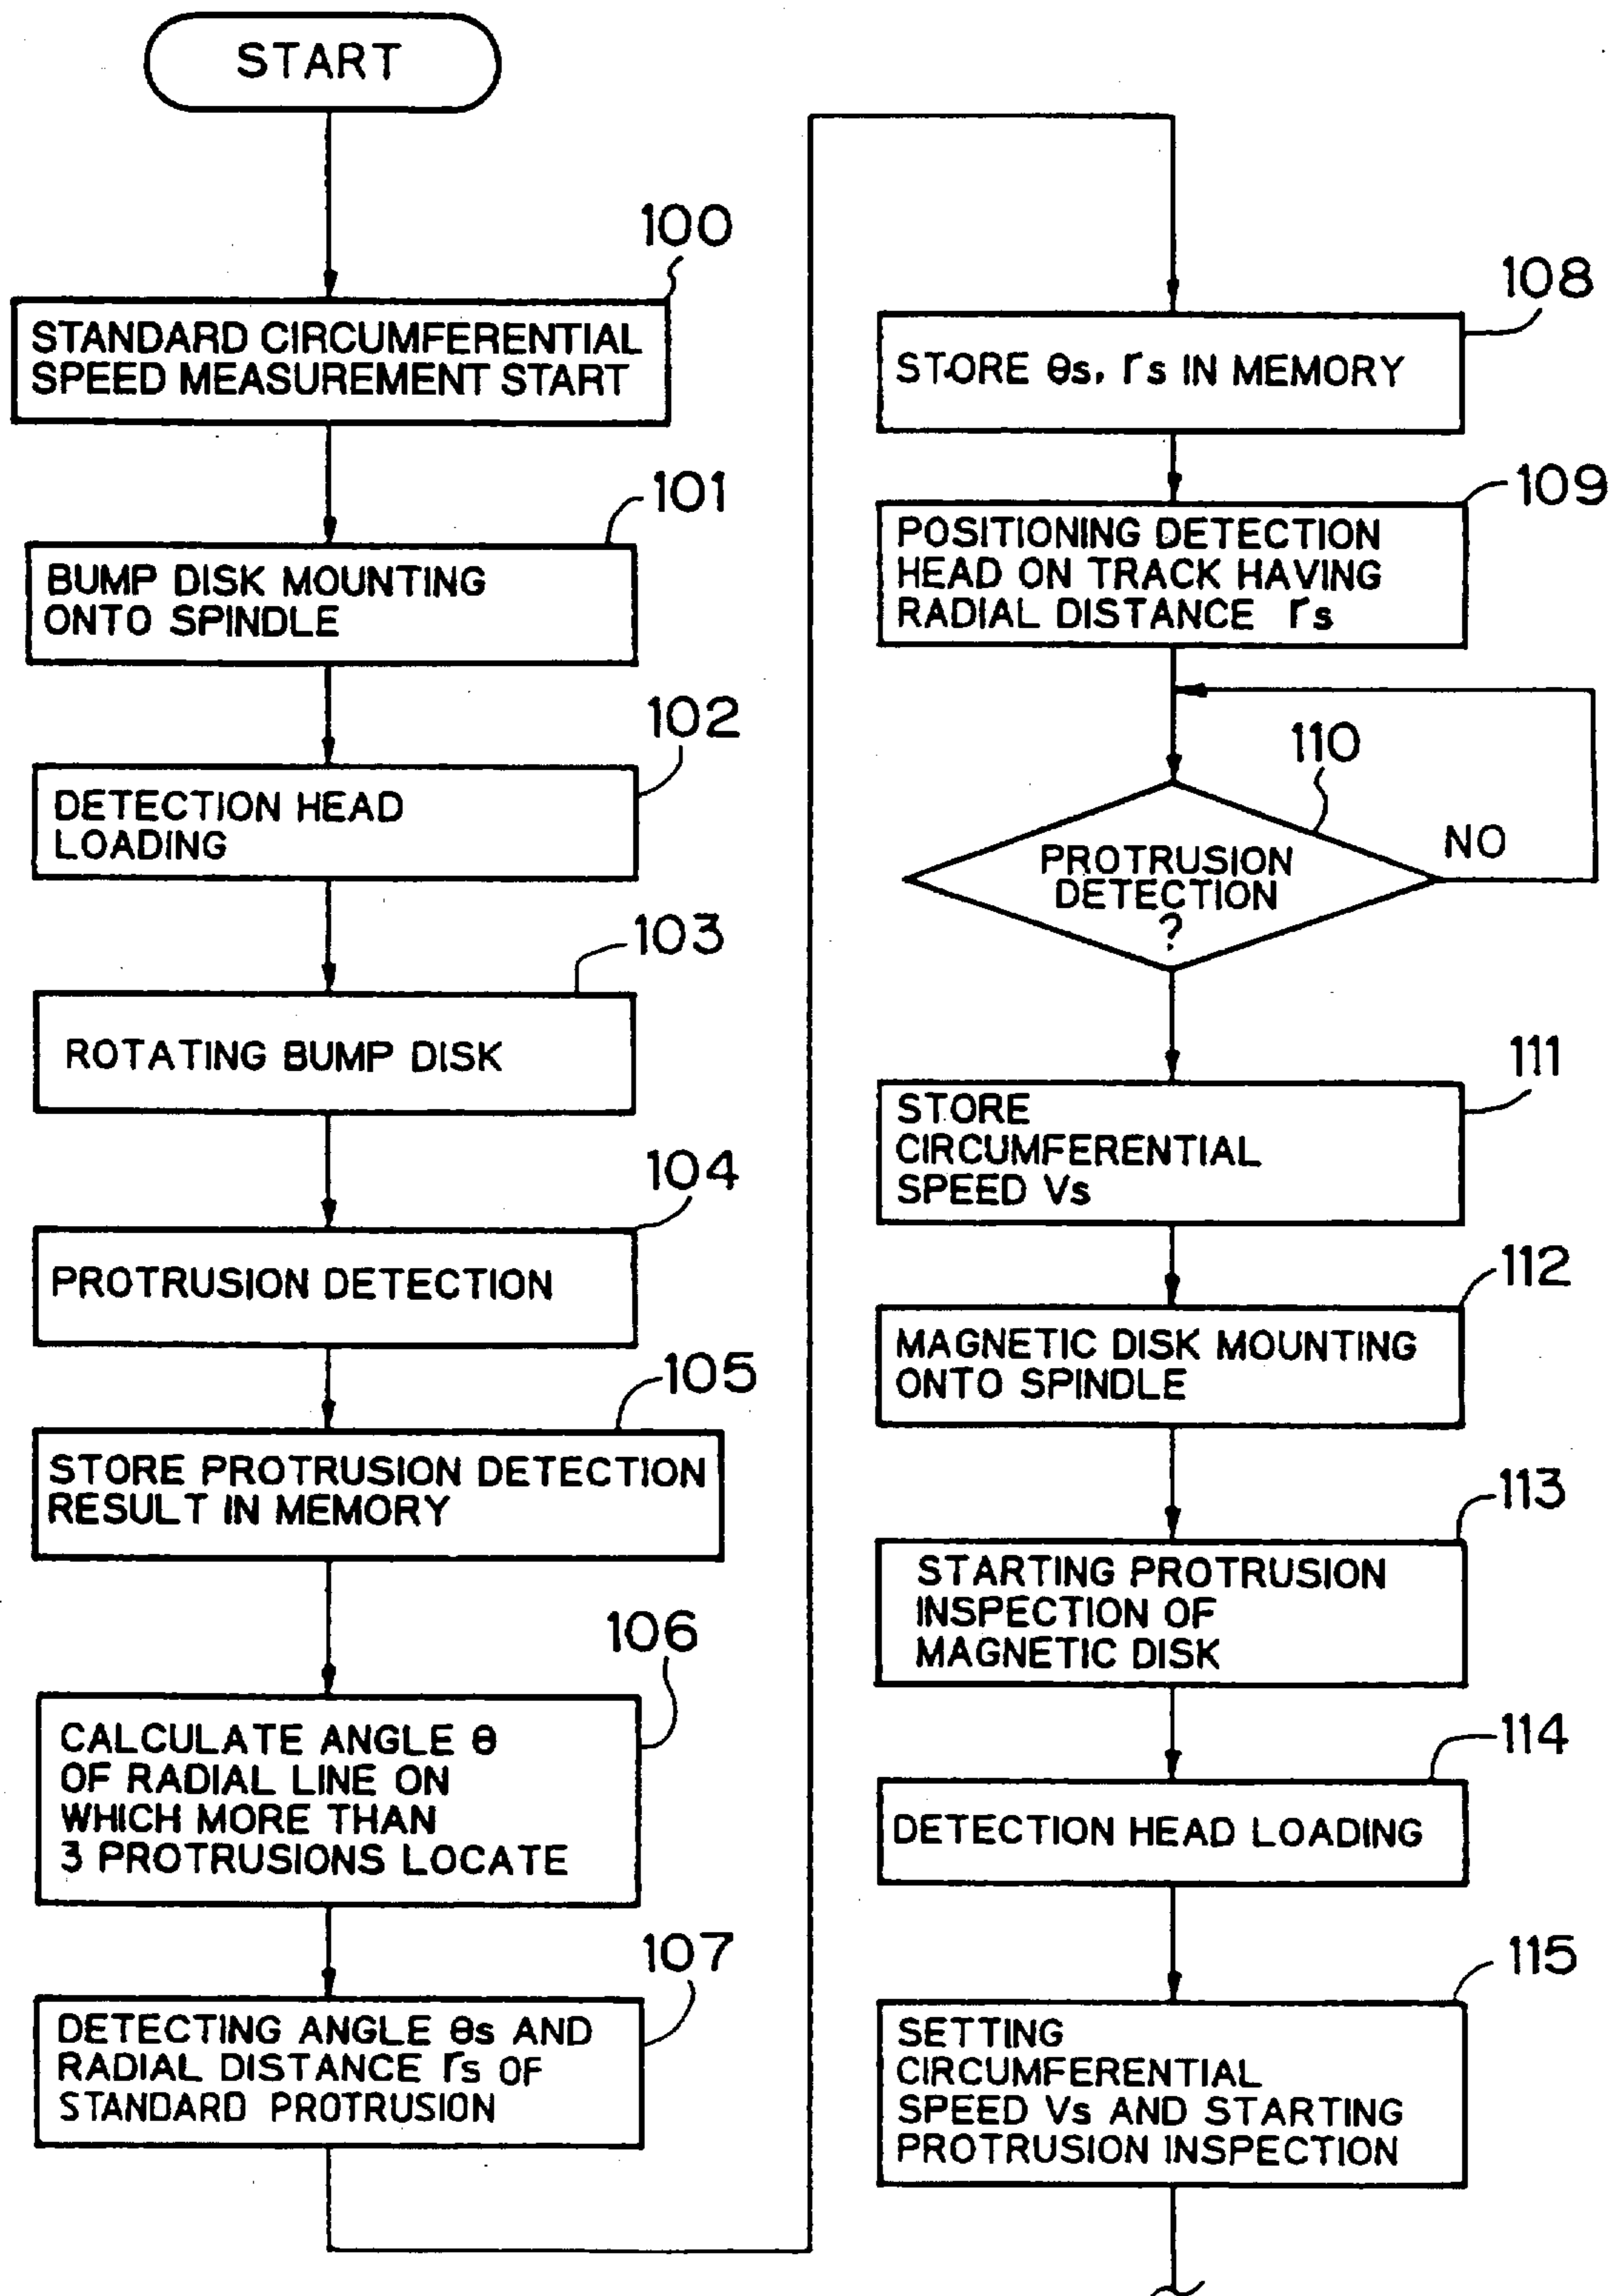 START
100
STANDARD CIRCUMFERENTIAL
SPEED MEASUREMENT START
101
BUMP DISK MOUNTING
ONTO SPINDLE
102
DETECTION HEAD
LOADING
103
ROTATING BUMP DISK
104
PROTRUSION DETECTION
105
STORE PROTRUSION DETECTION
RESULT IN MEMORY
106
CALCULATE ANGLE θ
OF RADIAL LINE ON
WHICH MORE THAN
3 PROTRUSIONS LOCATE
107
DETECTING ANGLE θs AND
RADIAL DISTANCE rs OF
STANDARD PROTRUSION
108
STORE θs, rs IN MEMORY
109
POSITIONING DETECTION
HEAD ON TRACK HAVING
RADIAL DISTANCE rs
110
PROTRUSION
DETECTION
?
NO
111
STORE
CIRCUMFERENTIAL
SPEED Vs
112
MAGNETIC DISK MOUNTING
ONTO SPINDLE
113
STARTING PROTRUSION
INSPECTION OF
MAGNETIC DISK
114
DETECTION HEAD LOADING
115
SETTING
CIRCUMFERENTIAL
SPEED Vs AND STARTING
PROTRUSION INSPECTION